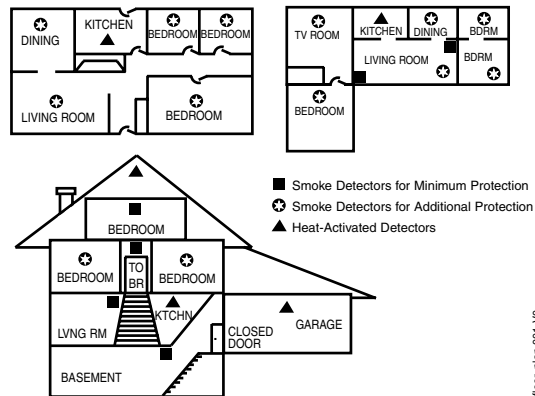 DINING
KITCHEN
BEDROOM
BEDROOM
LIVING ROOM
BEDROOM
TV ROOM
KITCHEN
DINING
BDRM
LIVING ROOM
BDRM
BEDROOM
Smoke Detectors for Minimum Protection
Smoke Detectors for Additional Protection
Heat-Activated Detectors
BEDROOM
BEDROOM
TO
BR
BEDROOM
LVNG RM
KTCHN
CLOSED
DOOR
GARAGE
BASEMENT